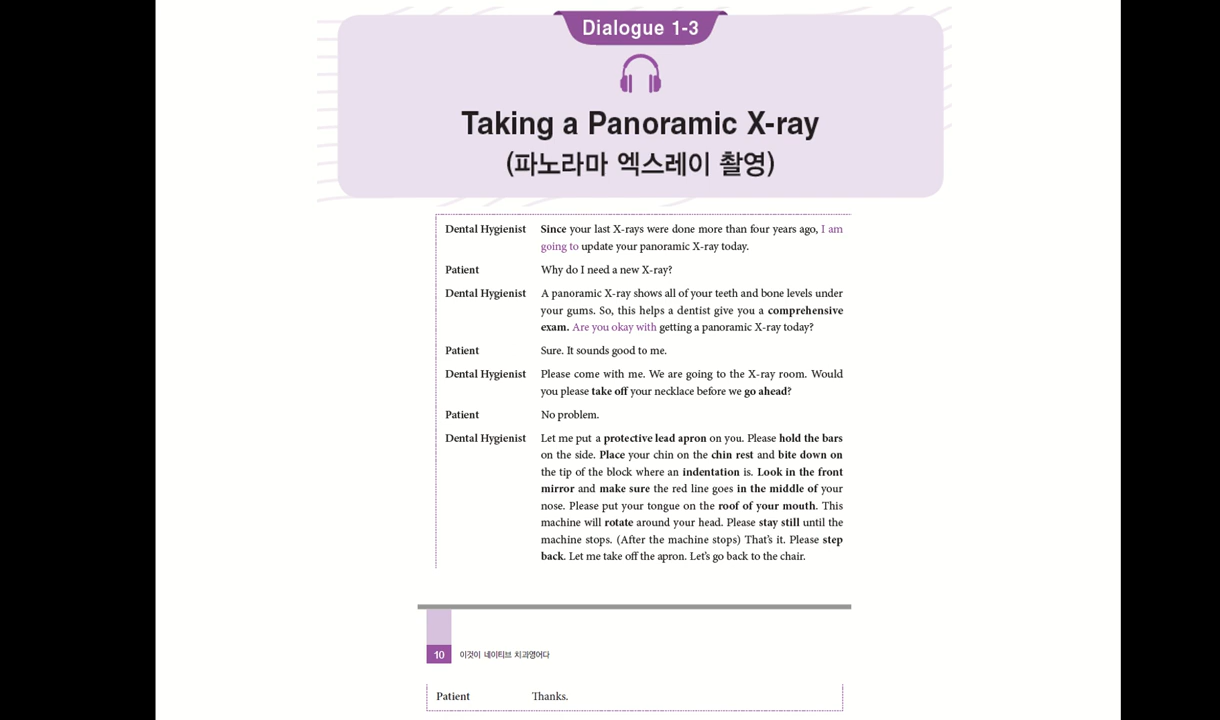 Dialogue 1-3
Taking a Panoramic X-ray
(파노라마 엑스레이 촬영)
Dental Hygienist Since your last X-rays were done more than four years ago, I am
going to update your panoramic X-ray today.
Patient Why do I need a new X-ray?
Dental Hygienist A panoramic X-ray shows all of your teeth and bone levels under
your gums. So, this helps a dentist give you a comprehensive
exam. Are you okay with getting a panoramic X-ray today?
Patient Sure. It sounds good to me.
Dental Hygienist Please come with me. We are going to the X-ray room. Would
you please take off your necklace before we go ahead?
Patient No problem.
Dental Hygienist Let me put a protective lead apron on you. Please hold the bars
on the side. Place your chin on the chin rest and bite down on
the tip of the block where an indentation is. Look in the front
mirror and make sure the red line goes in the middle of your
nose. Please put your tongue on the roof of your mouth. This
machine will rotate around your head. Please stay still until the
machine stops. (After the machine stops) That's it. Please step
back. Let me take off the apron. Let's go back to the chair.
10 이것이 네이티브 치과영어다
Patient Thanks.